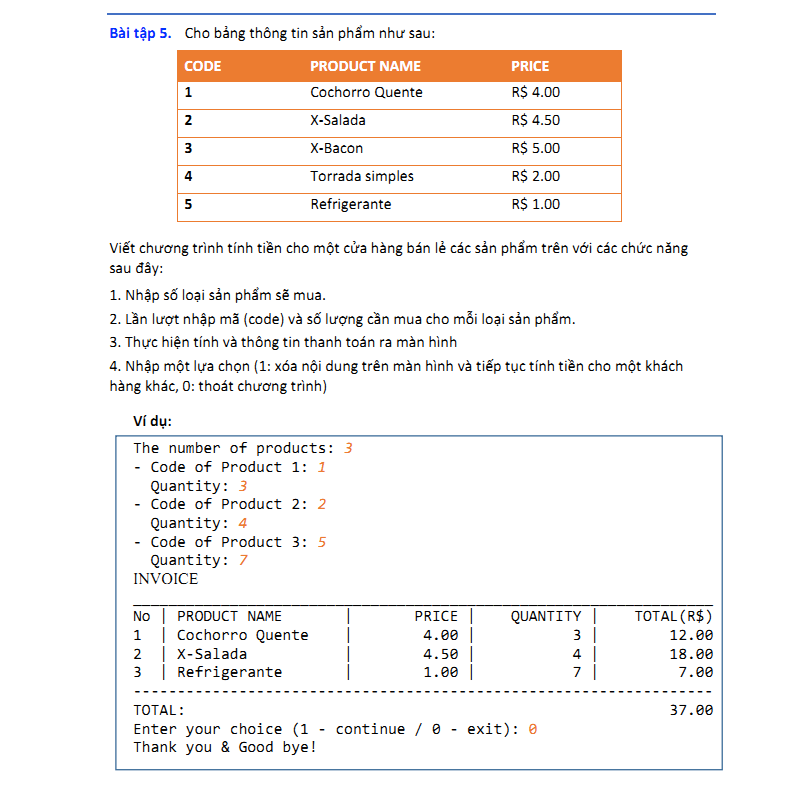 Bài tập 5. Cho bảng thông tin sản phẩm như sau:
CODE PRODUCT NAME PRICE
1 Cochorro Quente R$ 4.00
2 X-Salada R$ 4.50
3 X-Bacon R$ 5.00
4 Torrada simples R$ 2.00
5 Refrigerante R$ 1.00
Viết chương trình tính tiền cho một cửa hàng bán lẻ các sản phẩm trên với các chức năng
sau đây:
1. Nhập số loại sản phẩm sẽ mua.
2. Lần lượt nhập mã (code) và số lượng cần mua cho mỗi loại sản phẩm.
3. Thực hiện tính và thông tin thanh toán ra màn hình
4. Nhập một lựa chọn (1: xóa nội dung trên màn hình và tiếp tục tính tiền cho một khách
hàng khác, 0: thoát chương trình)
Ví dụ:
The number of products: 3
- Code of Product 1: 1
Quantity: 3
- Code of Product 2: 2
Quantity: 4
- Code of Product 3: 5
Quantity: 7
INVOICE
No | PRODUCT NAME | PRICE | QUANTITY | TOTAL(R$)
1 | Cochorro Quente | 4.00 | 3 | 12.00
2 | X-Salada | 4.50 | 4 | 18.00
3 | Refrigerante | 1.00 | 7 | 7.00
------------------------------------------------------------------
TOTAL: 37.00
Enter your choice (1 - continue / 0 - exit): 0
Thank you & Good bye!